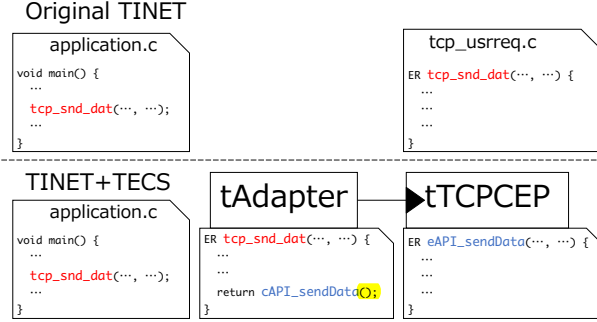 Original TINET
application.c
void main() {
…
tcp_snd_dat(…, …);
…
}
tcp_usrreq.c
ER tcp_snd_dat(…, …) {
…
…
…
}
TINET+TECS
application.c
void main() {
…
tcp_snd_dat(…, …);
…
}
tAdapter
ER tcp_snd_dat(…, …) {
…
…
return cAPI_sendData();
}
tTCPCEP
ER eAPI_sendData(…, …) {
…
…
…
}